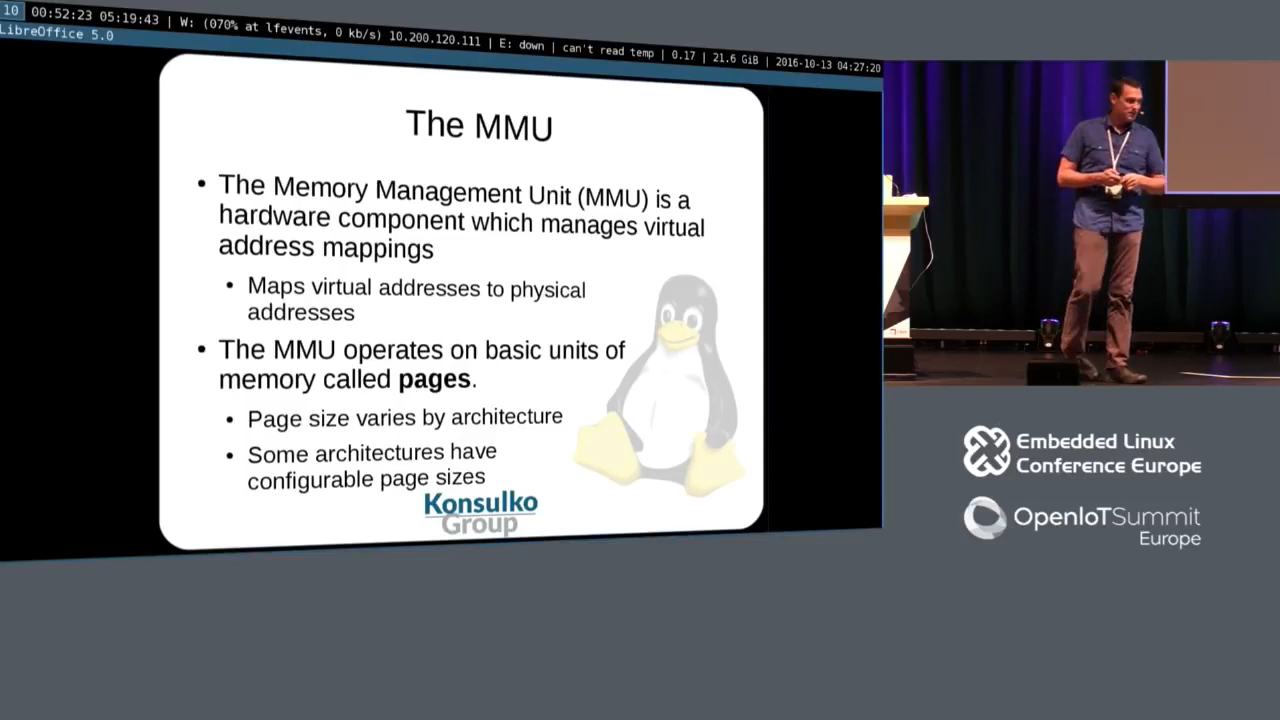 10 00:52:23 05:19:43 | W: (070% at lfevents, 0 kb/s) 10.200.120.111 | E: down | can't read temp | 0.17 | 21.6 GiB | 2016-10-13 04:27:20
LibreOffice 5.0
The MMU
• The Memory Management Unit (MMU) is a
hardware component which manages virtual
address mappings
• Maps virtual addresses to physical
addresses
• The MMU operates on basic units of
memory called pages.
• Page size varies by architecture
• Some architectures have
configurable page sizes
Konsulko
Group
Embedded Linux
Conference Europe
OpenIoTSummit
Europe